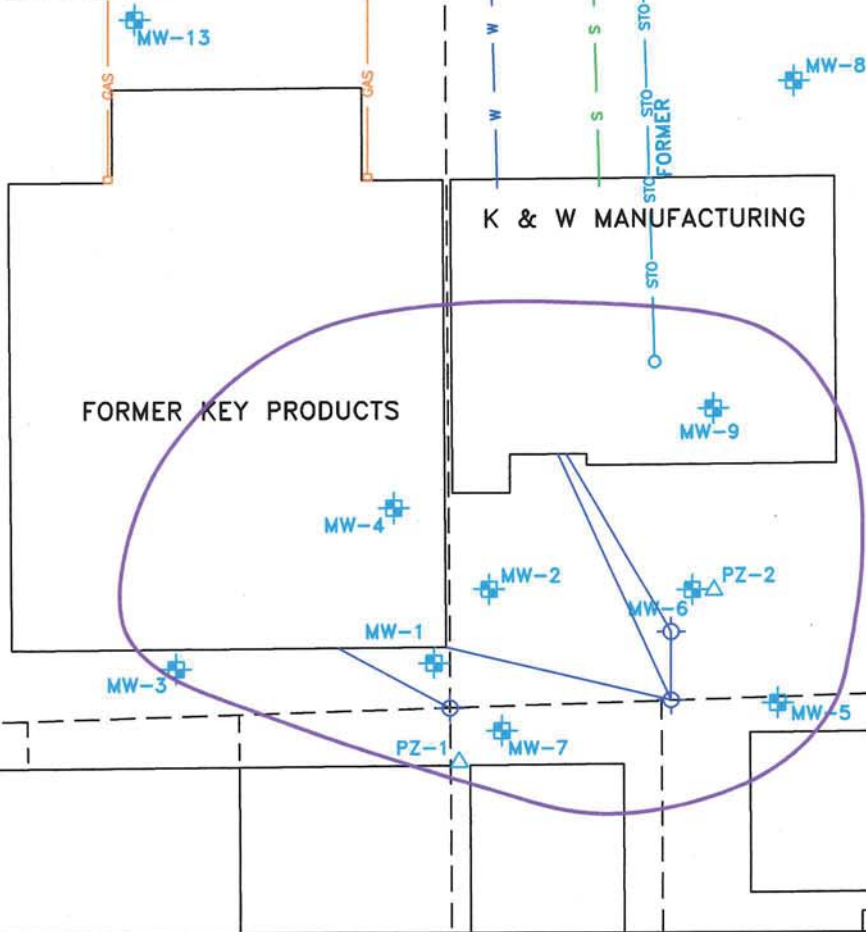 MW-13
MW-8
GAS
GAS
W
W
S
S
STO
STO
STO
STO
FORMER
K & W MANUFACTURING
FORMER KEY PRODUCTS
MW-9
MW-4
MW-2
PZ-2
MW-6
MW-1
MW-3
MW-5
MW-7
PZ-1